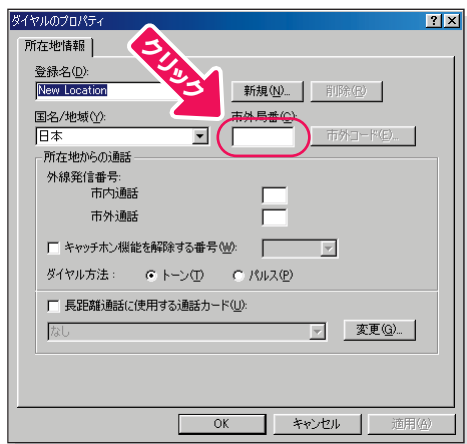 ダイヤルのプロパティ
所在地情報
クリック
登録名(D):
New Location
新規(N)...
削除(R)
国名/地域(Y):
市外局番(C):
日本
市外コード(E)...
所在地からの通話
外線発信番号:
市内通話
市外通話
キャッチホン機能を解除する番号(W):
ダイヤル方法:
トーン(T)
パルス(P)
長距離通話に使用する通話カード(U):
なし
変更(G)...
OK
キャンセル
適用(A)